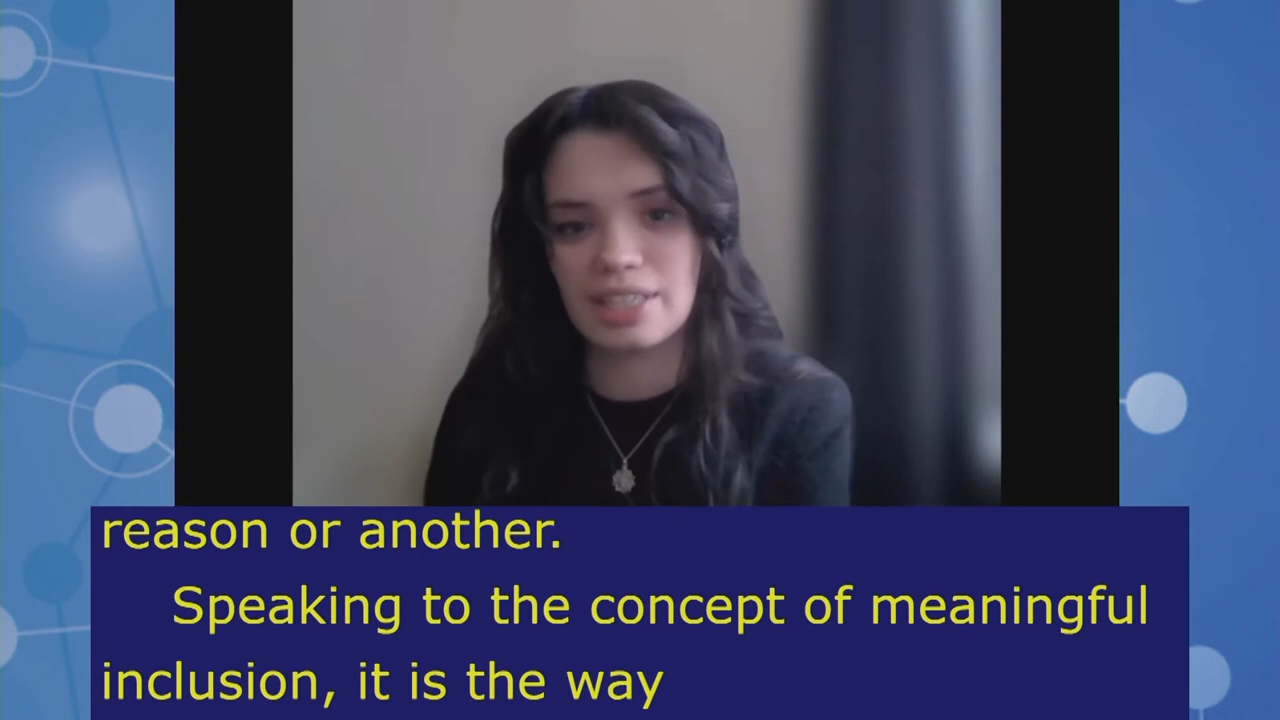 reason or another.
Speaking to the concept of meaningful
inclusion, it is the way